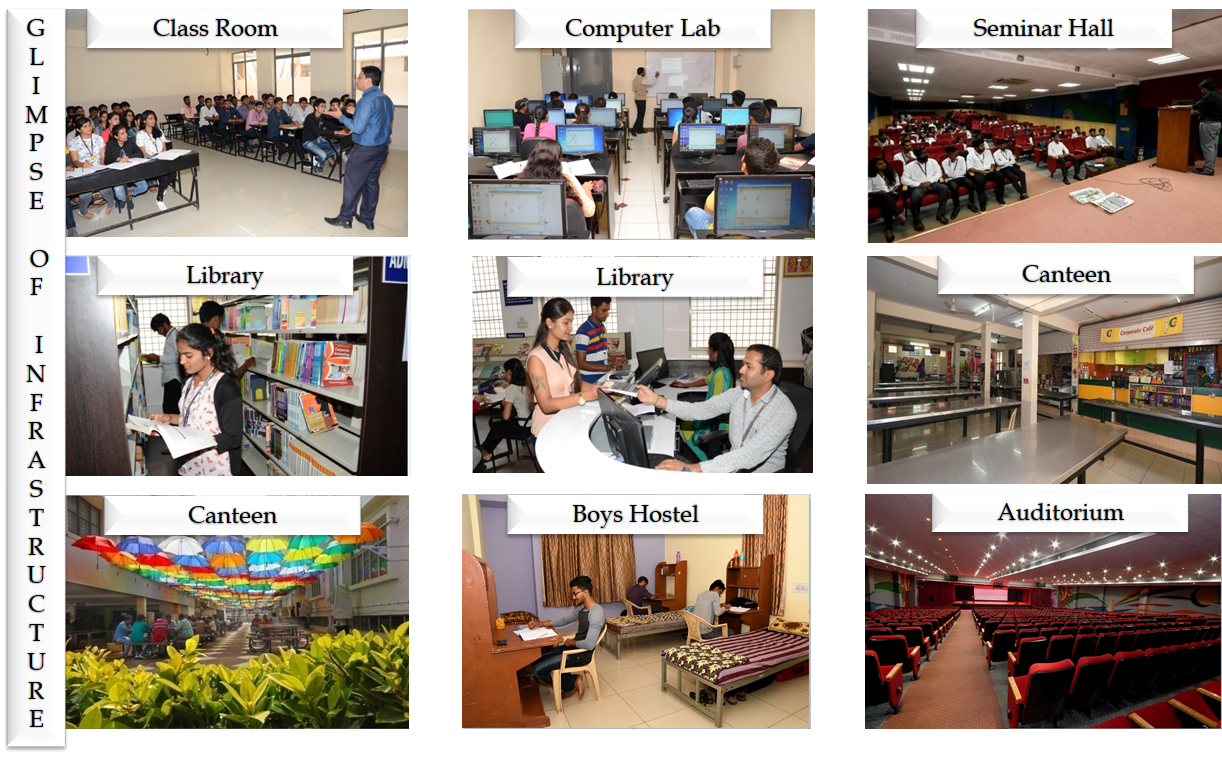 GLIMPSE OF INFRASTRUCTURE
Class Room
Computer Lab
Seminar Hall
Library
Library
Canteen
Corporate Café
Canteen
Boys Hostel
Auditorium